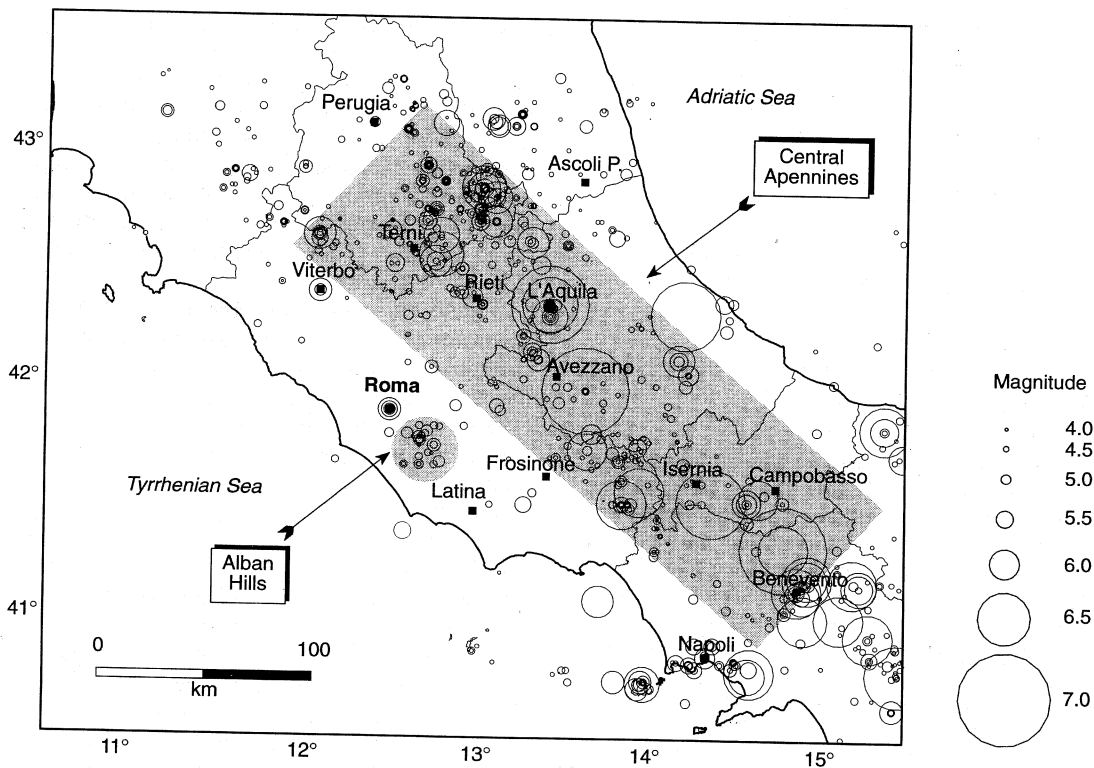 Adriatic Sea
Perugia
43°
Central
Apennines
Ascoli P.
Terni
Viterbo
Rieti
L'Aquila
42°
Avezzano
Roma
Magnitude
4.0
4.5
5.0
5.5
6.0
6.5
7.0
Frosinone
Isernia
Campobasso
Tyrrhenian Sea
Latina
Alban
Hills
Benevento
41°
Napoli
0
100
km
11°
12°
13°
14°
15°